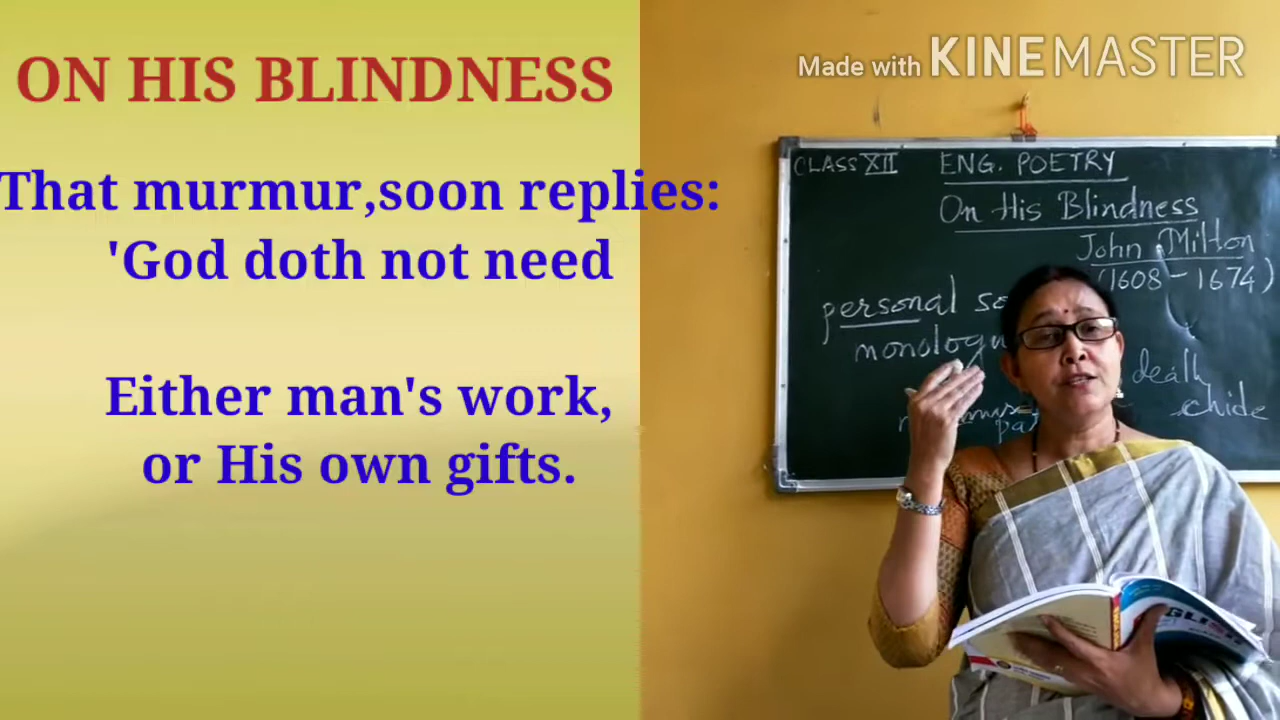 ON HIS BLINDNESS
That murmur,soon replies:
'God doth not need
Either man's work,
or His own gifts.
Made with KINEMASTER
CLASS XII ENG. POETRY
On His Blindness
John Milton
(1608-1674)
personal
monologu
death
chide